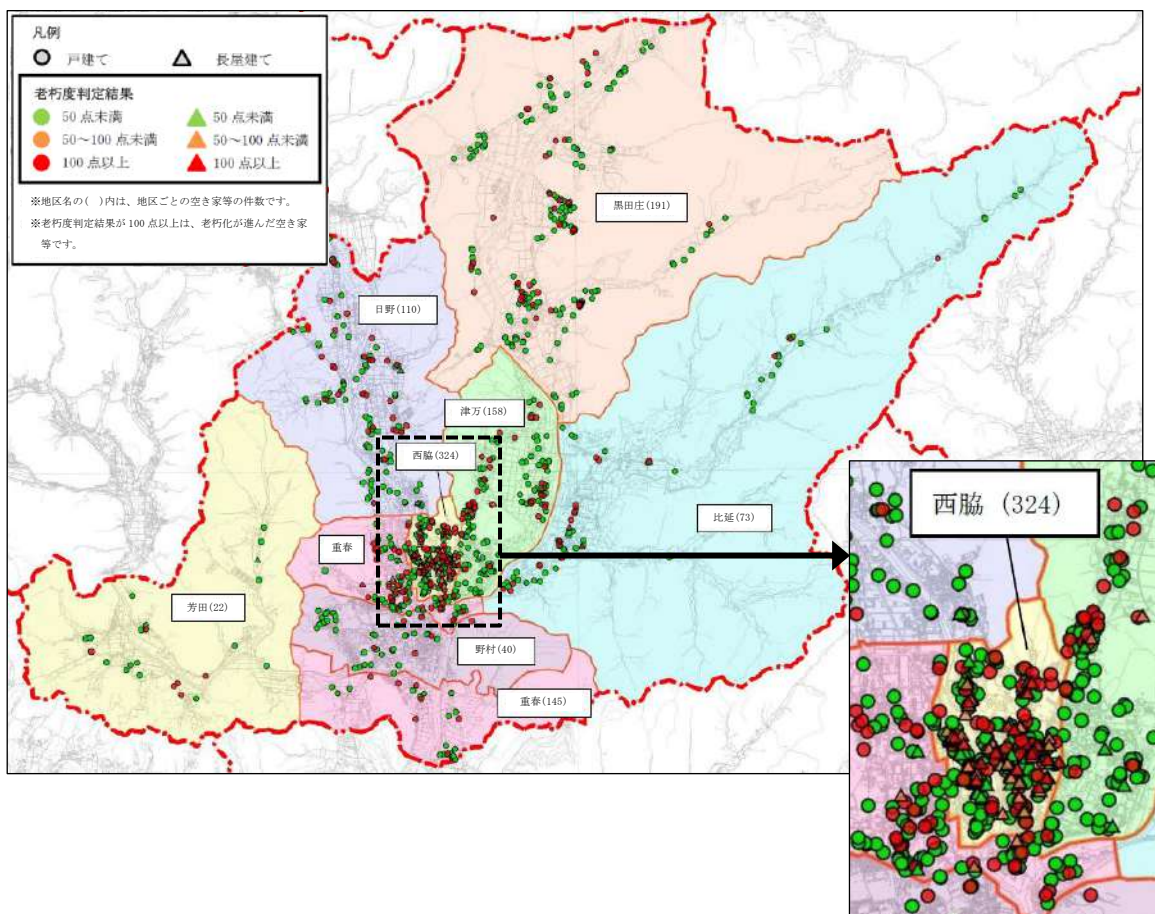 凡例
戸建て 長屋建て
老朽度判定結果
50 点未満 50 点未満
50～100 点未満 50～100 点未満
100 点以上 100 点以上
※地区名の( )内は、地区ごとの空き家等の件数です。
※老朽度判定結果が 100 点以上は、老朽化が進んだ空き家
等です。
黒田庄(191)
日野(110)
津万(158)
西脇(324)
比延(73)
重春
芳田(22)
野村(40)
重春(145)
西脇 (324)